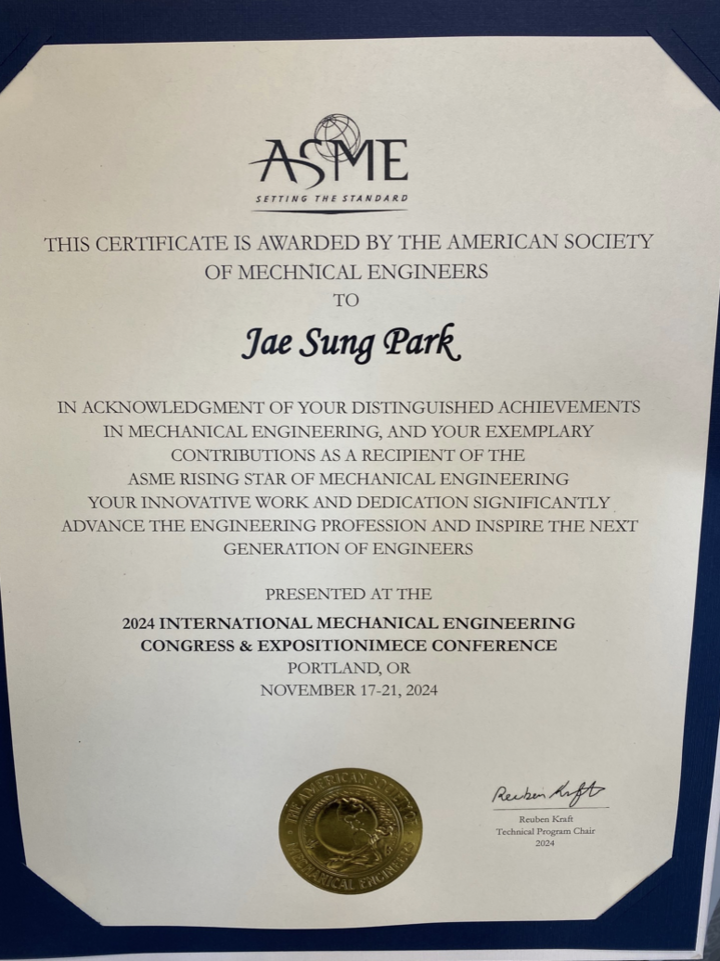 ASME
SETTING THE STANDARD
THIS CERTIFICATE IS AWARDED BY THE AMERICAN SOCIETY
OF MECHNICAL ENGINEERS
TO
Jae Sung Park
IN ACKNOWLEDGMENT OF YOUR DISTINGUISHED ACHIEVEMENTS
IN MECHANICAL ENGINEERING, AND YOUR EXEMPLARY
CONTRIBUTIONS AS A RECIPIENT OF THE
ASME RISING STAR OF MECHANICAL ENGINEERING
YOUR INNOVATIVE WORK AND DEDICATION SIGNIFICANTLY
ADVANCE THE ENGINEERING PROFESSION AND INSPIRE THE NEXT
GENERATION OF ENGINEERS
PRESENTED AT THE
2024 INTERNATIONAL MECHANICAL ENGINEERING
CONGRESS & EXPOSITIONIMECE CONFERENCE
PORTLAND, OR
NOVEMBER 17-21, 2024
THE AMERICAN SOCIETY OF
MECHANICAL ENGINEERS
Reuben Kraft
Reuben Kraft
Technical Program Chair
2024